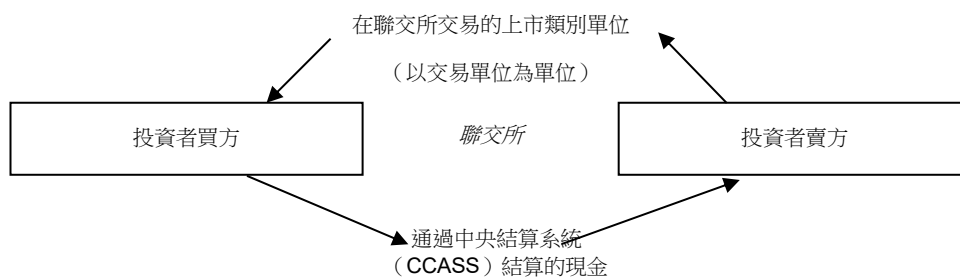 在聯交所交易的上市類別單位
（以交易單位為單位）
投資者買方
聯交所
投資者賣方
通過中央結算系統
（CCASS）結算的現金